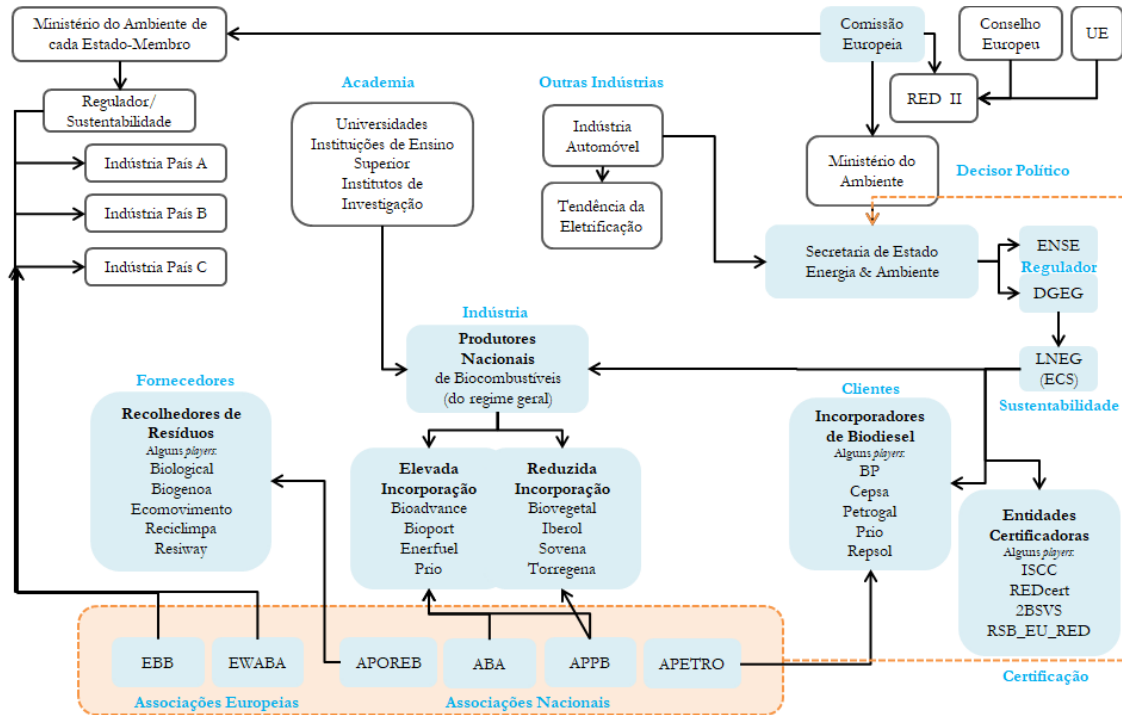 Ministério do Ambiente de
cada Estado-Membro
Comissão
Europeia
Conselho
Europeu
UE
Regulador/
Sustentabilidade
Academia
Outras Indústrias
RED II
Universidades
Instituições de Ensino
Superior
Institutos de
Investigação
Indústria
Automóvel
Indústria País A
Ministério do
Ambiente
Decisor Político
Indústria País B
Tendência da
Eletrificação
Indústria País C
Secretaria de Estado
Energia & Ambiente
ENSE
Regulador
DGEG
Indústria
Produtores
Nacionais
de Biocombustíveis
(do regime geral)
LNEG
(ECS)
Sustentabilidade
Fornecedores
Recolhedores de
Resíduos
Alguns players:
Biological
Biogenoa
Ecomovimento
Reciclimpa
Resiway
Clientes
Incorporadores
de Biodiesel
Alguns players:
BP
Cepsa
Petrogal
Prio
Repsol
Elevada
Incorporação
Bioadvance
Bioport
Enerfuel
Prio
Reduzida
Incorporação
Biovegetal
Iberol
Sovena
Torregena
Entidades
Certificadoras
Alguns players:
ISCC
REDcert
2BSVS
RSB_EU_RED
Certificação
EBB
EWABA
APOREB
ABA
APPB
APETRO
Associações Europeias
Associações Nacionais